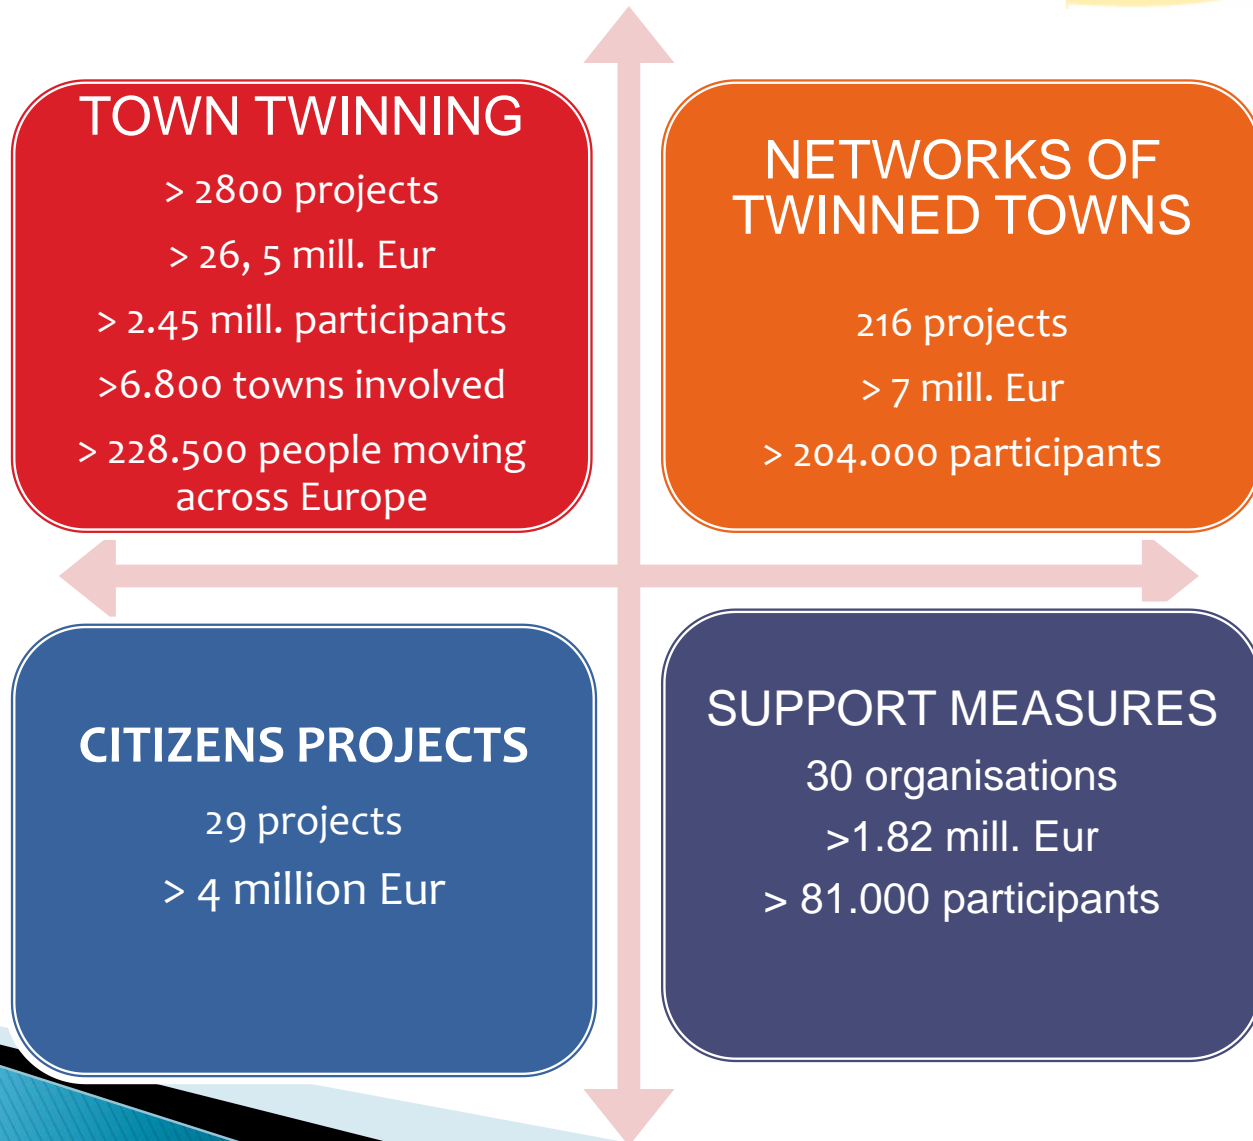 TOWN TWINNING
> 2800 projects
> 26, 5 mill. Eur
> 2.45 mill. participants
>6.800 towns involved
> 228.500 people moving
across Europe
NETWORKS OF
TWINNED TOWNS
216 projects
> 7 mill. Eur
> 204.000 participants
CITIZENS PROJECTS
29 projects
> 4 million Eur
SUPPORT MEASURES
30 organisations
>1.82 mill. Eur
> 81.000 participants